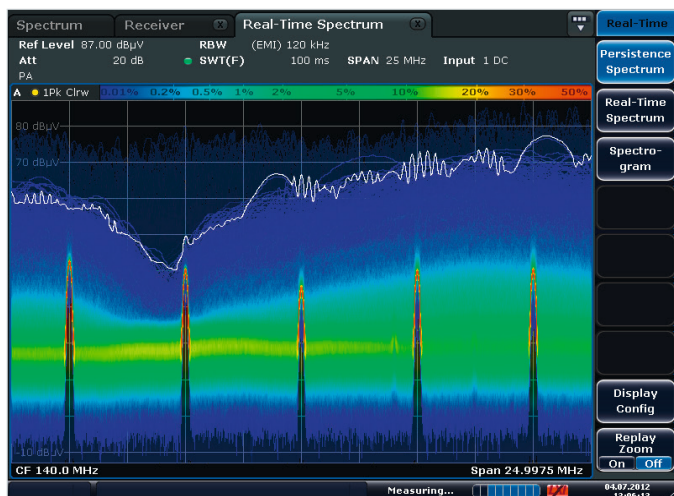 Spectrum Receiver Real-Time Spectrum Real-Time
Ref Level 87.00 dBµV RBW (EMI) 120 kHz
Att 20 dB SWT(F) 100 ms SPAN 25 MHz Input 1 DC
PA
A 1Pk Clrw 0.01% 0.2% 0.5% 1% 2% 5% 10% 20% 30% 50%
80 dBµV
70 dBµV
-10 dBµV
CF 140.0 MHz Span 24.9975 MHz
Persistence
Spectrum
Real-Time
Spectrum
Spectro-
gram
Display
Config
Replay
Zoom
On Off
Measuring...
04.07.2012
13:06:13